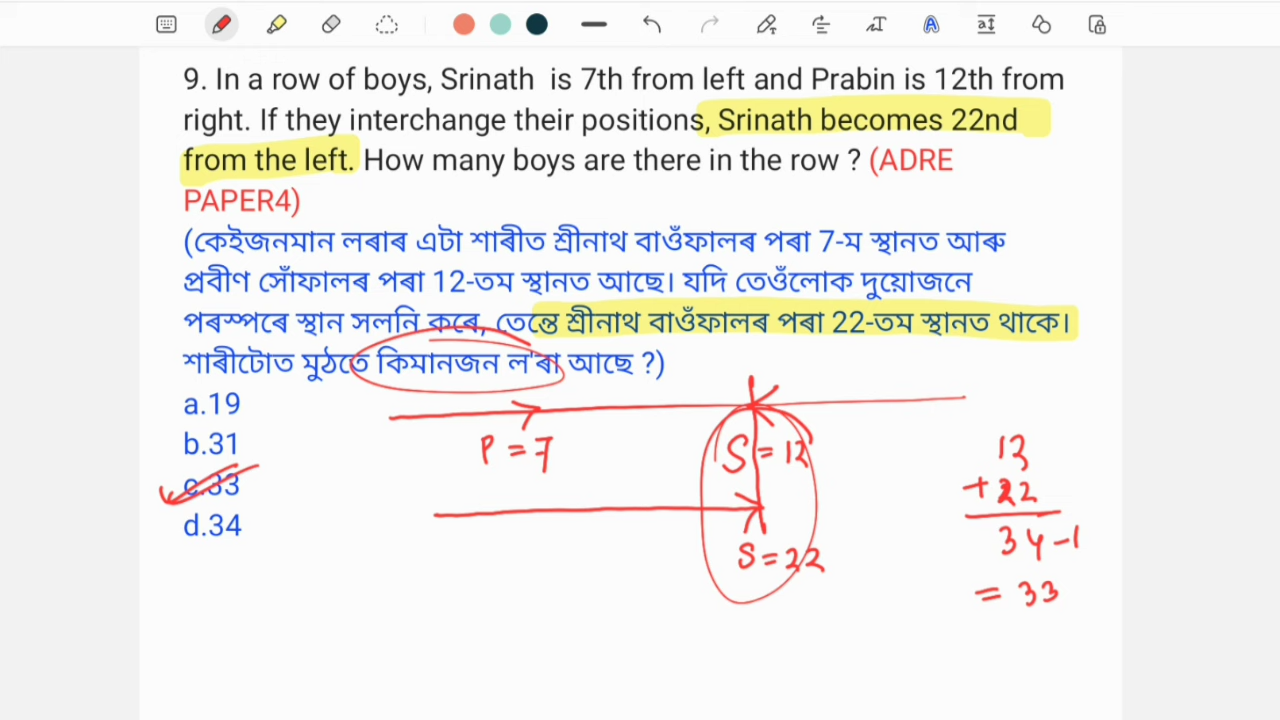 9. In a row of boys, Srinath is 7th from left and Prabin is 12th from
right. If they interchange their positions, Srinath becomes 22nd
from the left. How many boys are there in the row ? (ADRE
PAPER4)
(কেইজনমান লৰাৰ এটা শাৰীত শ্ৰীনাথ বাওঁফালৰ পৰা 7-ম স্থানত আৰু
প্ৰবীণ সোঁফালৰ পৰা 12-তম স্থানত আছে। যদি তেওঁলোক দুয়োজনে
পৰস্পৰে স্থান সলনি কৰে, তেন্তে শ্ৰীনাথ বাওঁফালৰ পৰা 22-তম স্থানত থাকে।
শাৰীটোত মুঠতে কিমানজন ল'ৰা আছে ?)
a.19
b.31
c.33
d.34
P = 7
S = 12
S = 22
12
+ 22
34 - 1
= 33